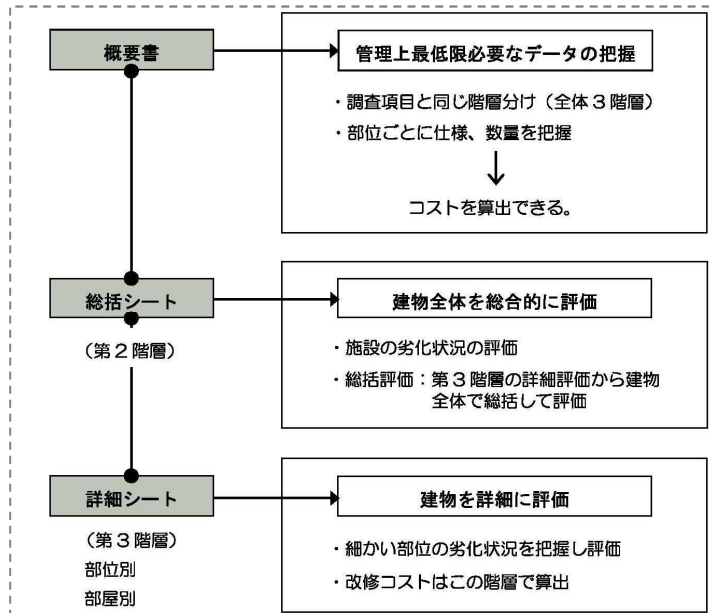 概要書
管理上最低限必要なデータの把握
・調査項目と同じ階層分け（全体３階層）
・部位ごとに仕様、数量を把握
コストを算出できる。
総括シート
（第２階層）
建物全体を総合的に評価
・施設の劣化状況の評価
・総括評価：第３階層の詳細評価から建物
全体で総括して評価
詳細シート
（第３階層）
部位別
部屋別
建物を詳細に評価
・細かい部位の劣化状況を把握し評価
・改修コストはこの階層で算出